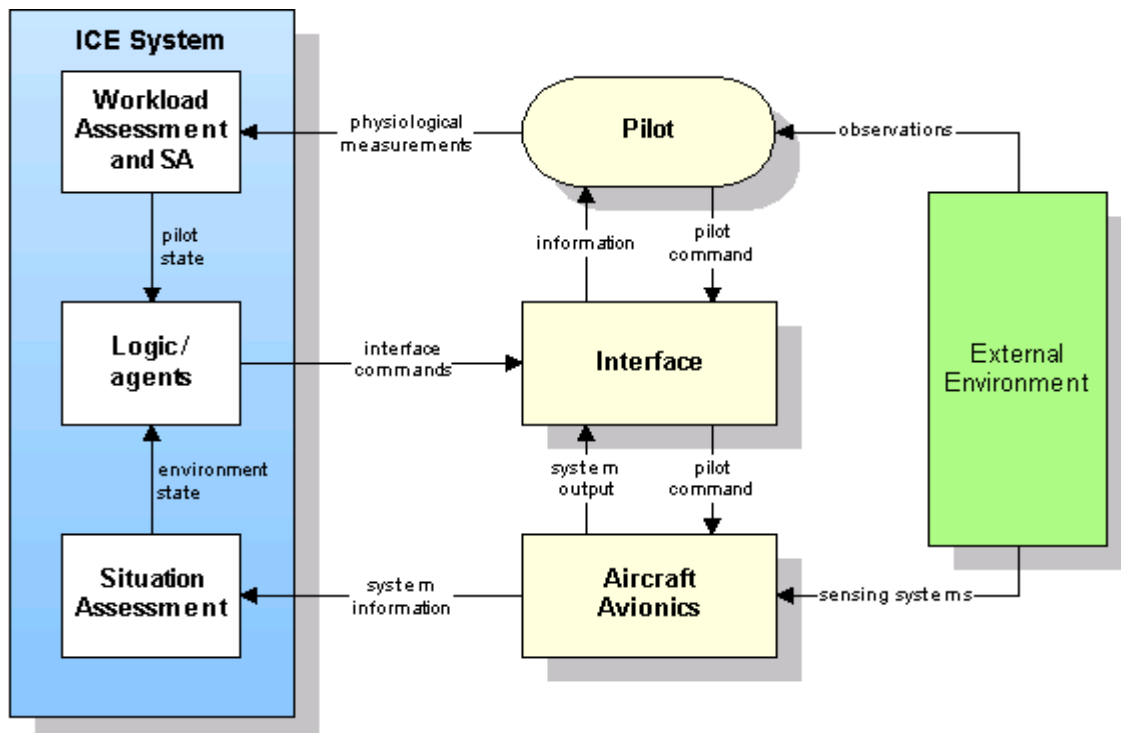 ICE System
Workload
Assessment
and SA
physiological
measurements
Pilot
observations
pilot
state
information
pilot
command
Logic/
agents
interface
commands
Interface
External
Environment
environment
state
system
output
pilot
command
Situation
Assessment
system
information
Aircraft
Avionics
sensing systems